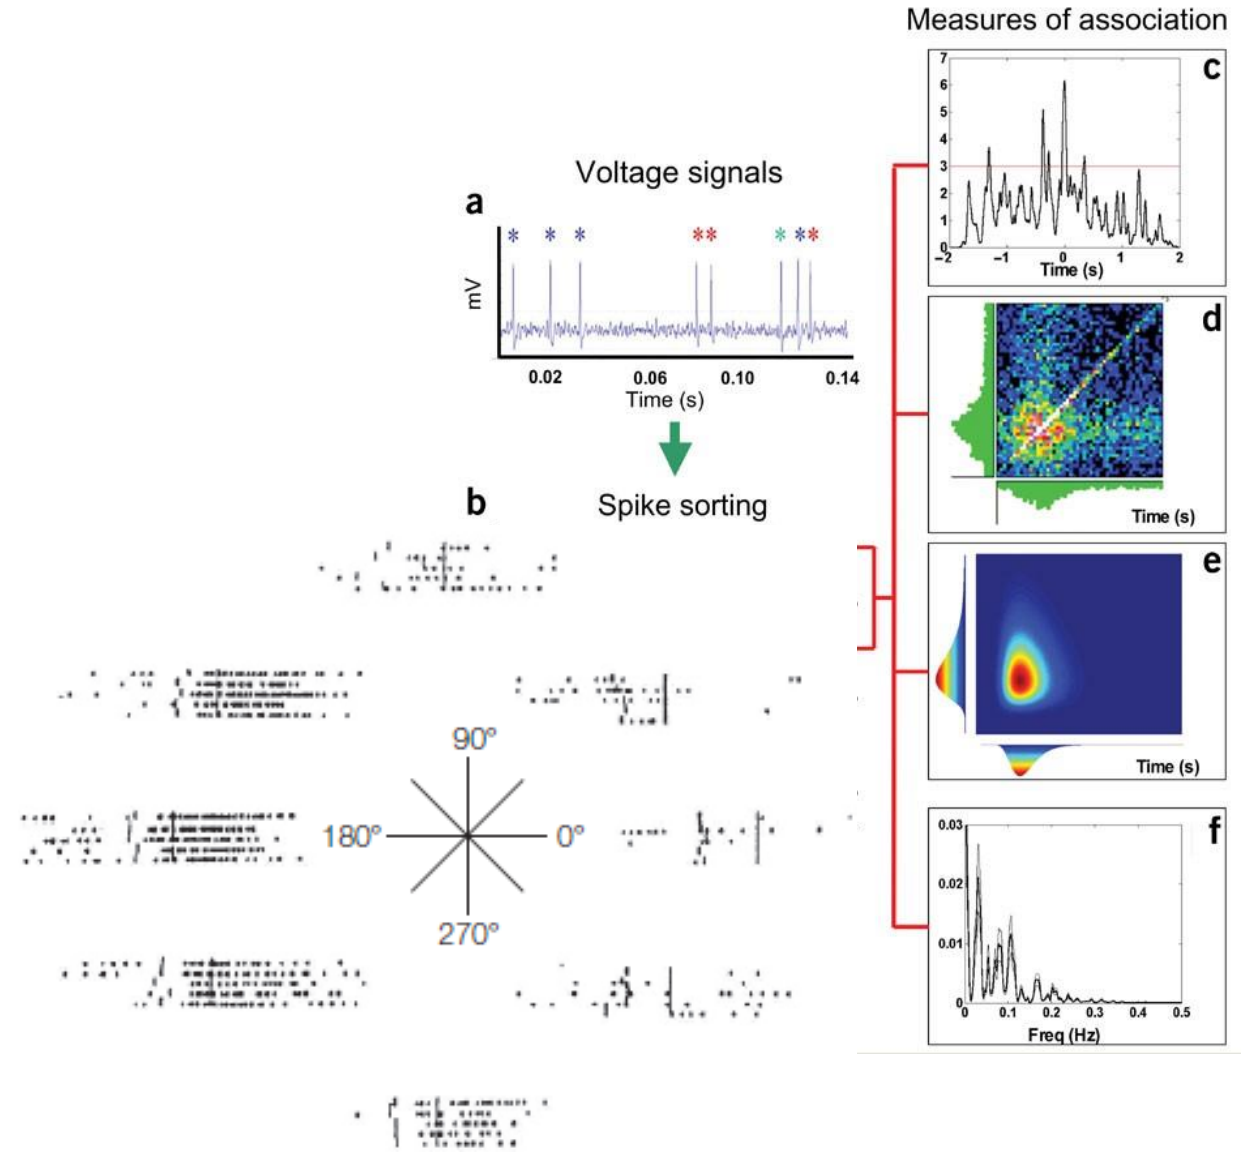 Measures of association
c
7
6
5
4
3
2
1
0
−2 −1 0 1 2
Time (s)
Voltage signals
a
* * * ** * **
mV
0.02 0.06 0.10 0.14
Time (s)
d
Time (s)
b
Spike sorting
e
Time (s)
90°
180° 0°
270°
f
0.03
0.02
0.01
0
0 0.1 0.2 0.3 0.4 0.5
Freq (Hz)